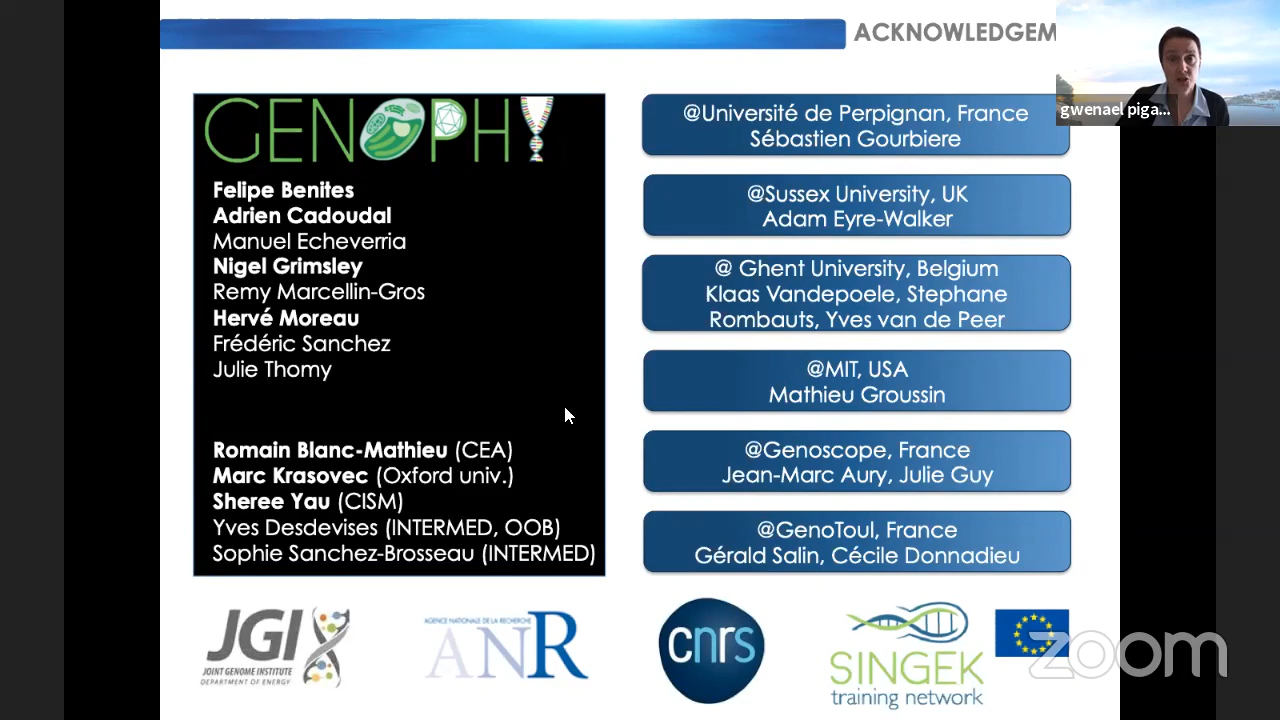 ACKNOWLEDGEM
gwenael piga...
GENOPHY
Felipe Benites
Adrien Cadoudal
Manuel Echeverria
Nigel Grimsley
Remy Marcellin-Gros
Hervé Moreau
Frédéric Sanchez
Julie Thomy
Romain Blanc-Mathieu (CEA)
Marc Krasovec (Oxford univ.)
Sheree Yau (CISM)
Yves Desdevises (INTERMED, OOB)
Sophie Sanchez-Brosseau (INTERMED)
@Université de Perpignan, France
Sébastien Gourbiere
@Sussex University, UK
Adam Eyre-Walker
@ Ghent University, Belgium
Klaas Vandepoele, Stephane
Rombauts, Yves van de Peer
@MIT, USA
Mathieu Groussin
@Genoscope, France
Jean-Marc Aury, Julie Guy
@GenoToul, France
Gérald Salin, Cécile Donnadieu
JGI
JOINT GENOME INSTITUTE
DEPARTMENT OF ENERGY
AGENCE NATIONALE DE LA RECHERCHE
ANR
cnrs
SINGEK
training network
zoom